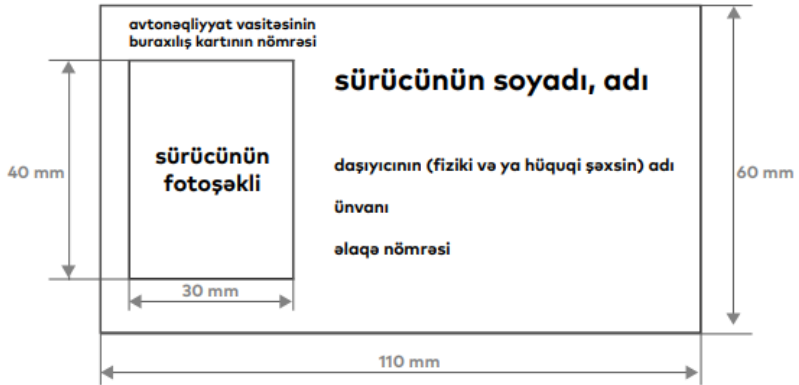 avtonəqliyyat vasitəsinin
buraxılış kartının nömrəsi
sürücünün soyadı, adı
sürücünün
fotoşəkli
daşıyıcının (fiziki və ya hüquqi şəxsin) adı
ünvanı
əlaqə nömrəsi
40 mm
60 mm
30 mm
110 mm